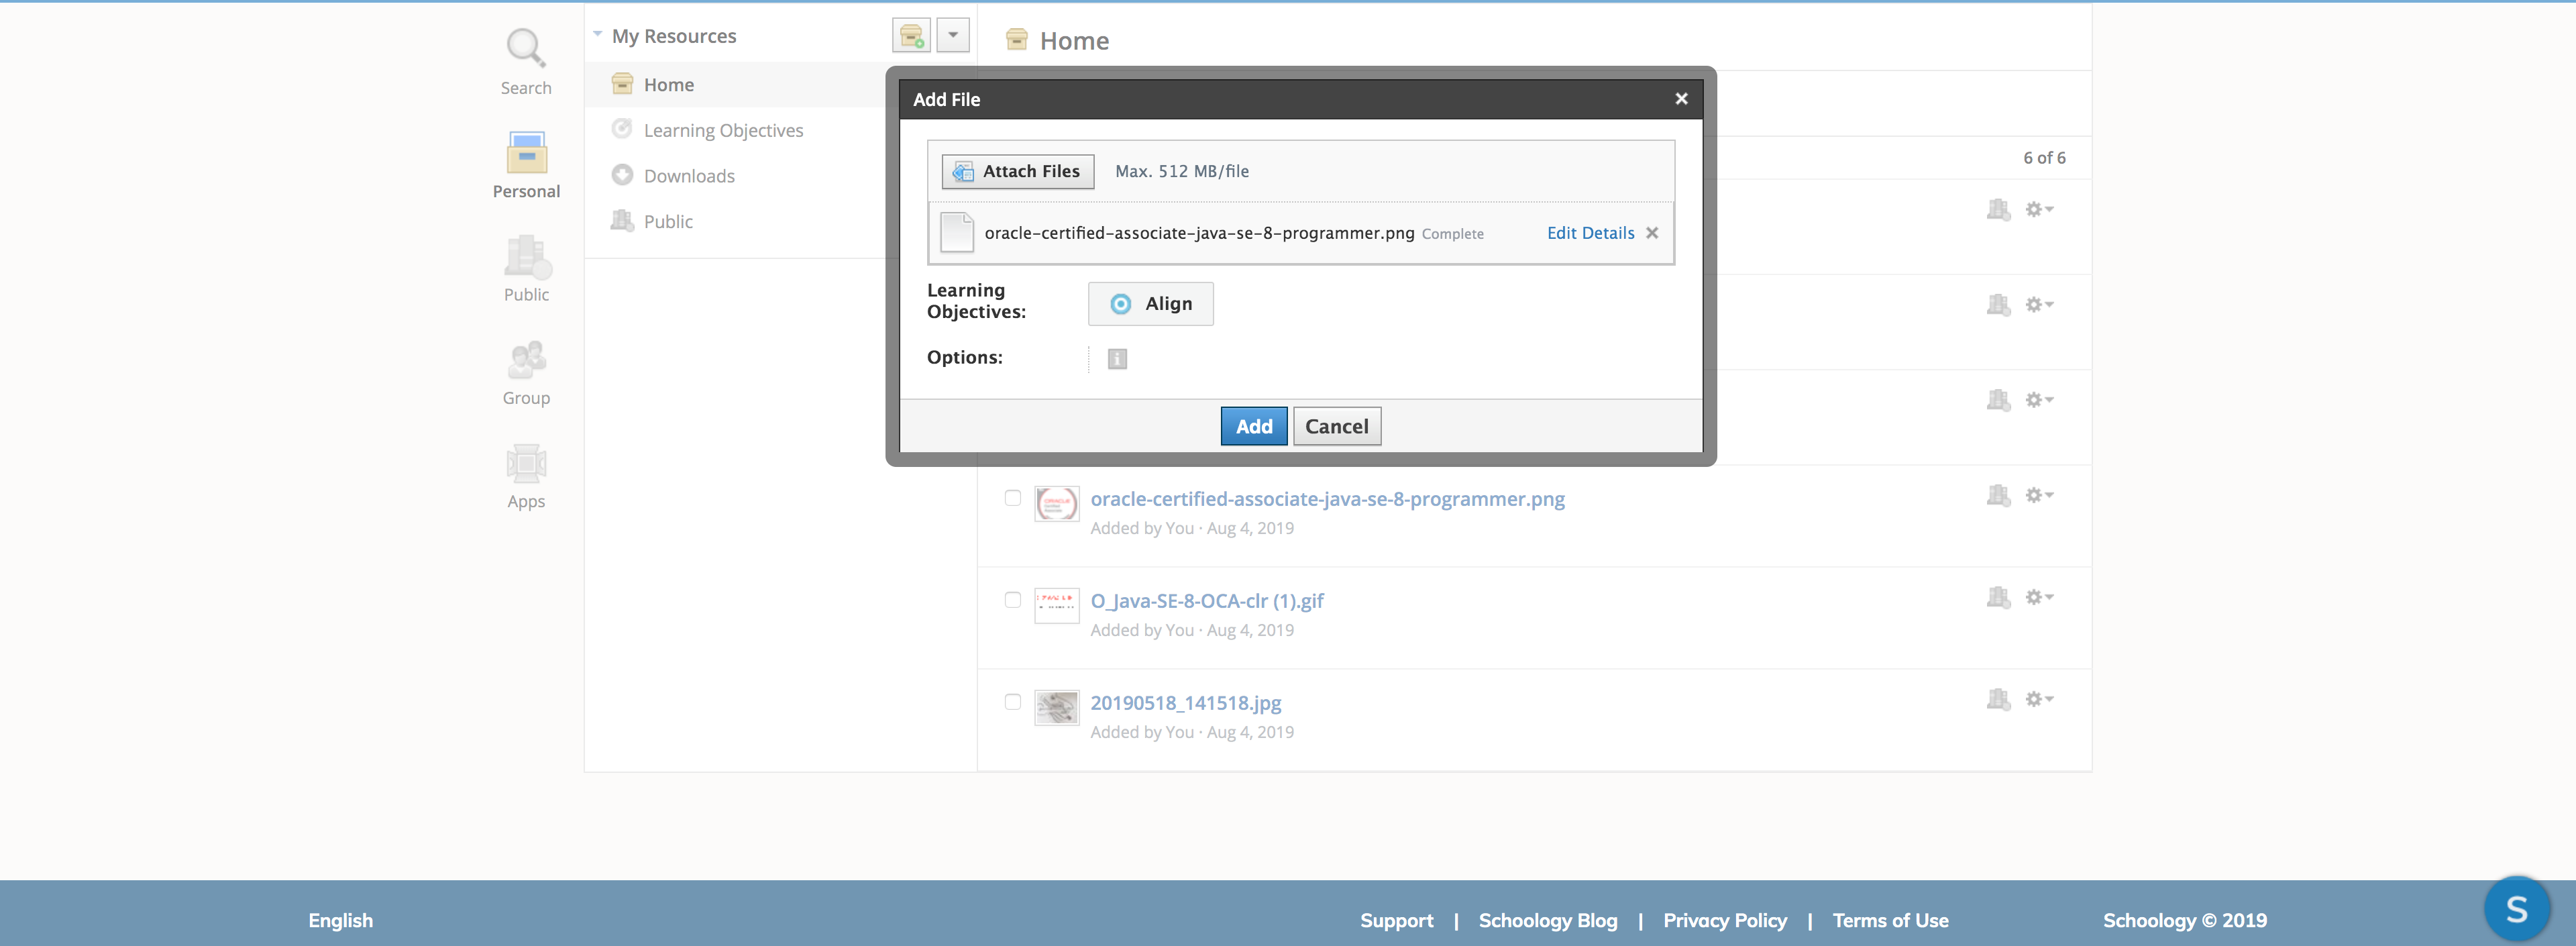 Search
Personal
Public
Group
Apps
My Resources
Home
Learning Objectives
Downloads
Public
Home
6 of 6
Add File
Attach Files Max. 512 MB/file
oracle-certified-associate-java-se-8-programmer.png Complete Edit Details
Learning
Objectives:
Align
Options:
Add Cancel
oracle-certified-associate-java-se-8-programmer.png
Added by You · Aug 4, 2019
O_Java-SE-8-OCA-clr (1).gif
Added by You · Aug 4, 2019
20190518_141518.jpg
Added by You · Aug 4, 2019
English
Support | Schoology Blog | Privacy Policy | Terms of Use
Schoology © 2019
S